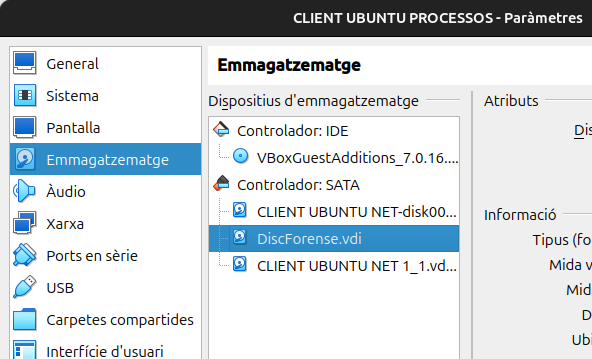 CLIENT UBUNTU PROCESSOS - Paràmetres
General
Sistema
Pantalla
Emmagatzematge
Àudio
Xarxa
Ports en sèrie
USB
Carpetes compartides
Interfície d'usuari
Emmagatzematge
Dispositius d'emmagatzematge
Controlador: IDE
VBoxGuestAdditions_7.0.16....
Controlador: SATA
CLIENT UBUNTU NET-disk00...
DiscForense.vdi
CLIENT UBUNTU NET 1_1.vd...
Atributs
Dis
Informació
Tipus (fo
Mida v
Mid
D
Ubi